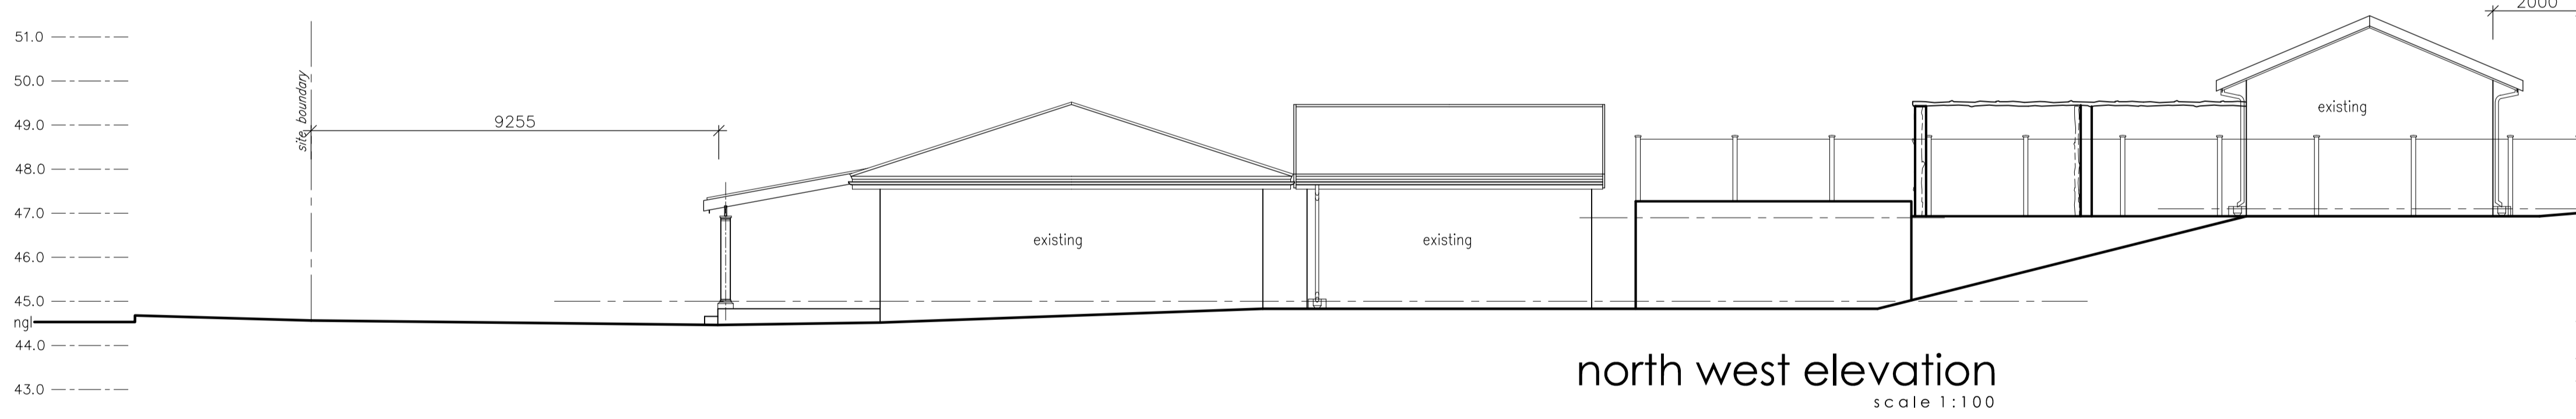 2000
51.0
50.0
49.0
48.0
47.0
46.0
45.0
ngl
44.0
43.0
site boundary
9255
existing
existing
existing
north west elevation
scale 1:100